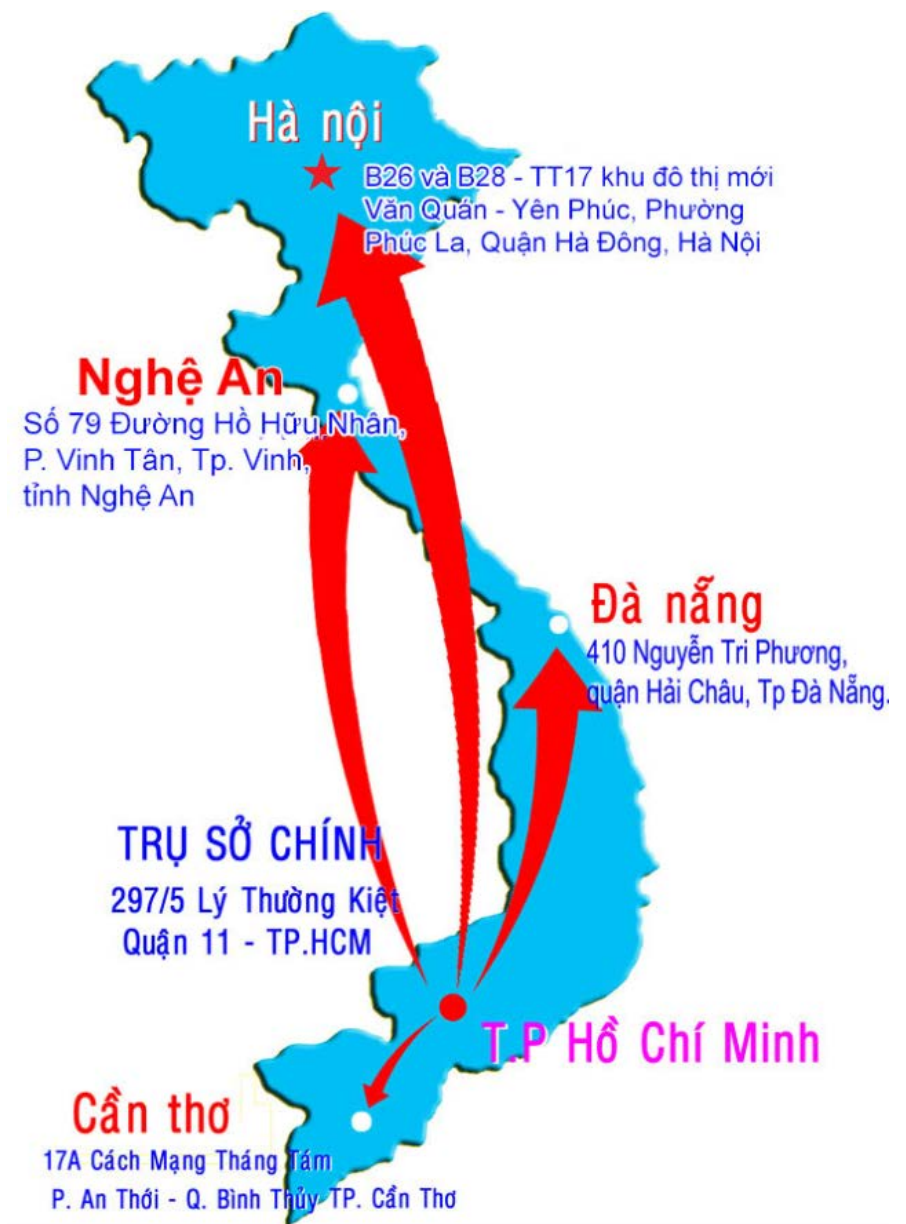 Hà nội
B26 và B28 - TT17 khu đô thị mới
Văn Quán - Yên Phúc, Phường
Phúc La, Quận Hà Đông, Hà Nội
Nghệ An
Số 79 Đường Hồ Hữu Nhân,
P. Vinh Tân, Tp. Vinh,
tỉnh Nghệ An
Đà nẵng
410 Nguyễn Tri Phương,
quận Hải Châu, Tp Đà Nẵng.
TRỤ SỞ CHÍNH
297/5 Lý Thường Kiệt
Quận 11 - TP.HCM
T.P Hồ Chí Minh
Cần thơ
17A Cách Mạng Tháng Tám
P. An Thới - Q. Bình Thủy TP. Cần Thơ